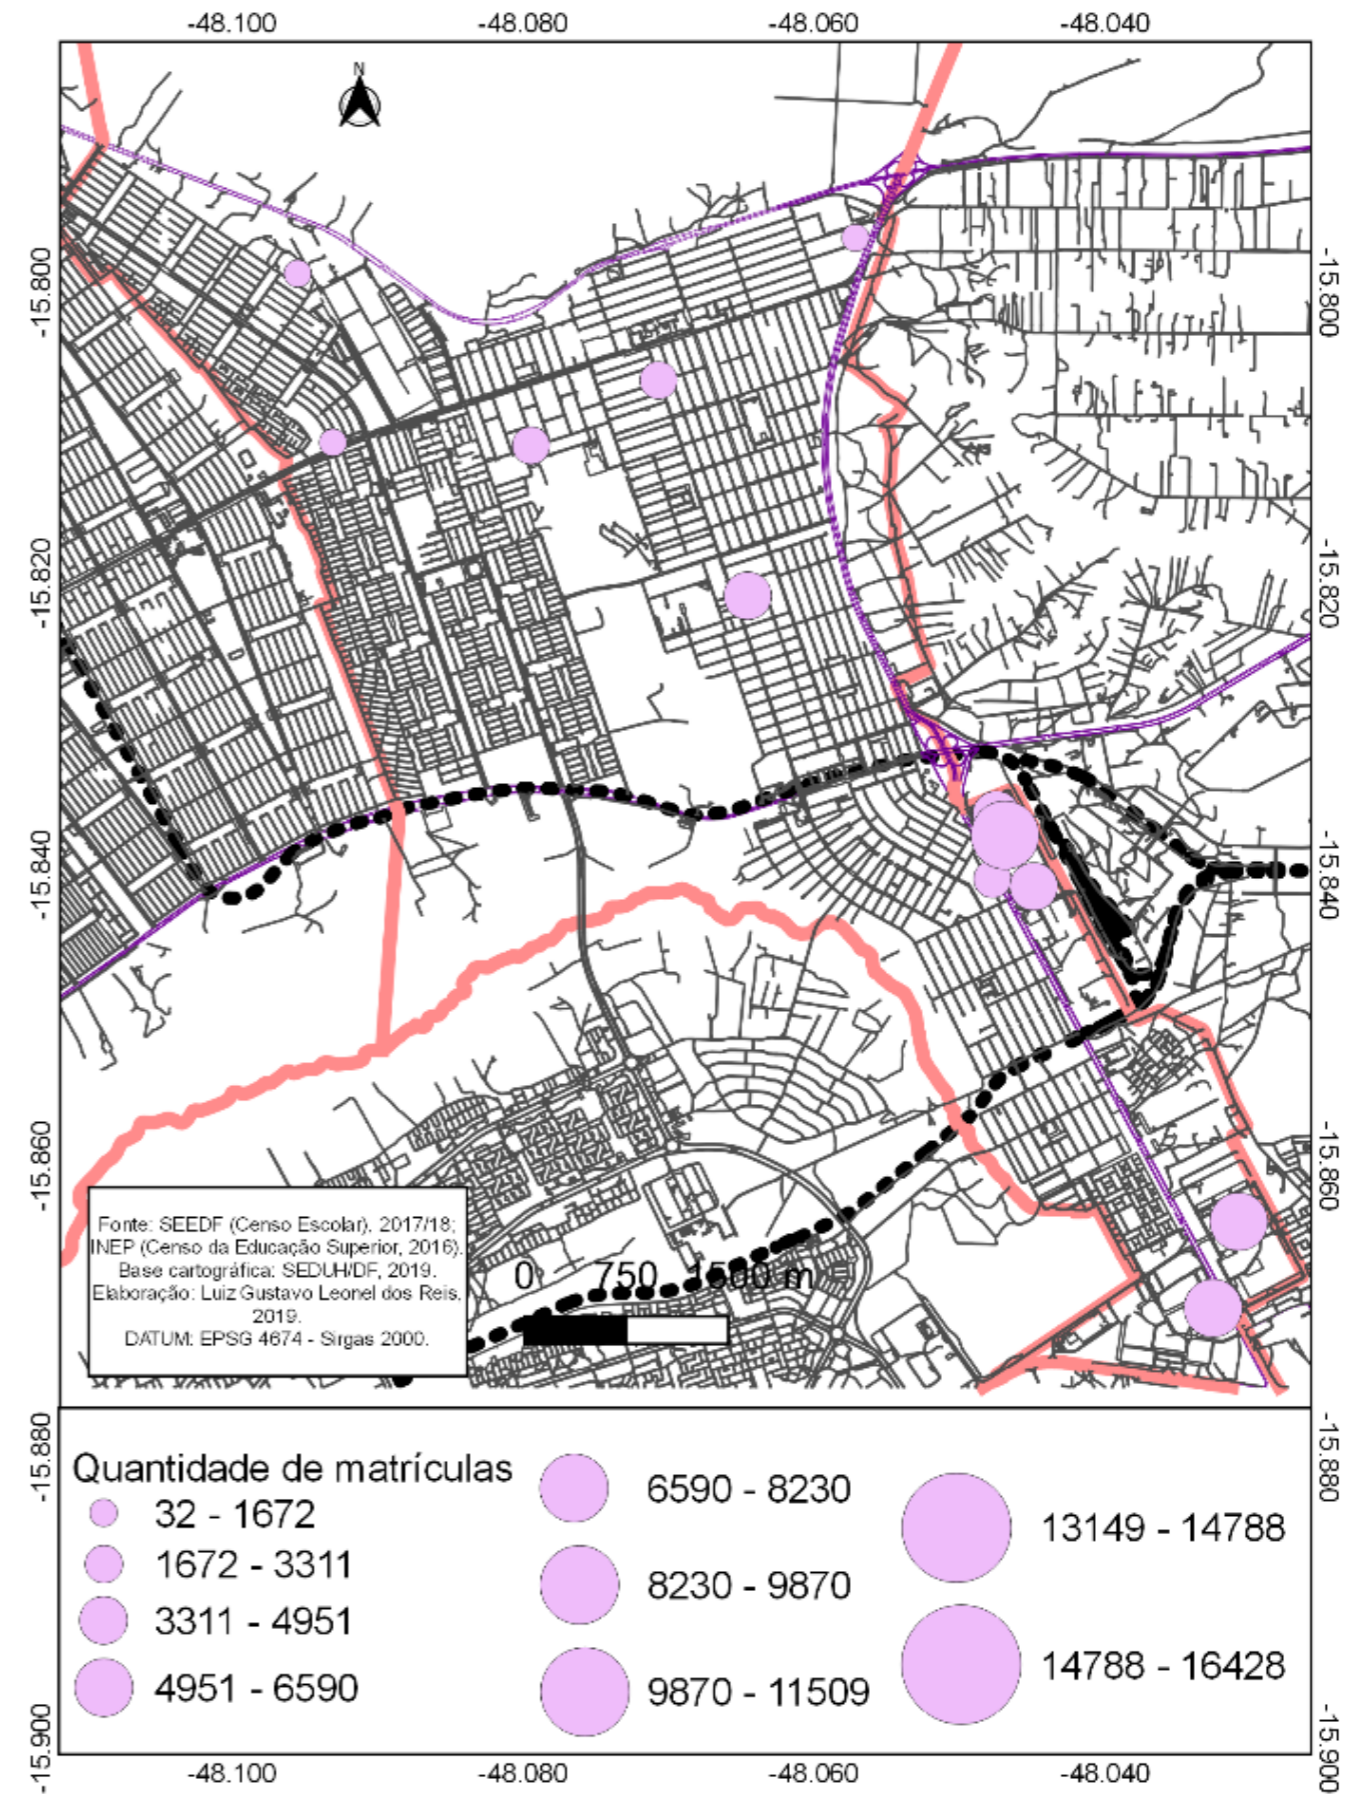 -48.100 -48.080 -48.060 -48.040
N
-15.800 -15.800
-15.820 -15.820
-15.840 -15.840
-15.860 -15.860
Fonte: SEEDF (Censo Escolar), 2017/18;
INEP (Censo da Educação Superior, 2016).
Base cartográfica: SEDUH/DF, 2019.
Elaboração: Luiz Gustavo Leonel dos Reis.
2019.
DATUM: EPSG 4674 - Sirgas 2000.
0 750 1500 m
-15.880 -15.880
Quantidade de matrículas
32 - 1672
1672 - 3311
3311 - 4951
4951 - 6590
6590 - 8230
8230 - 9870
9870 - 11509
13149 - 14788
14788 - 16428
-15.900 -15.900
-48.100 -48.080 -48.060 -48.040